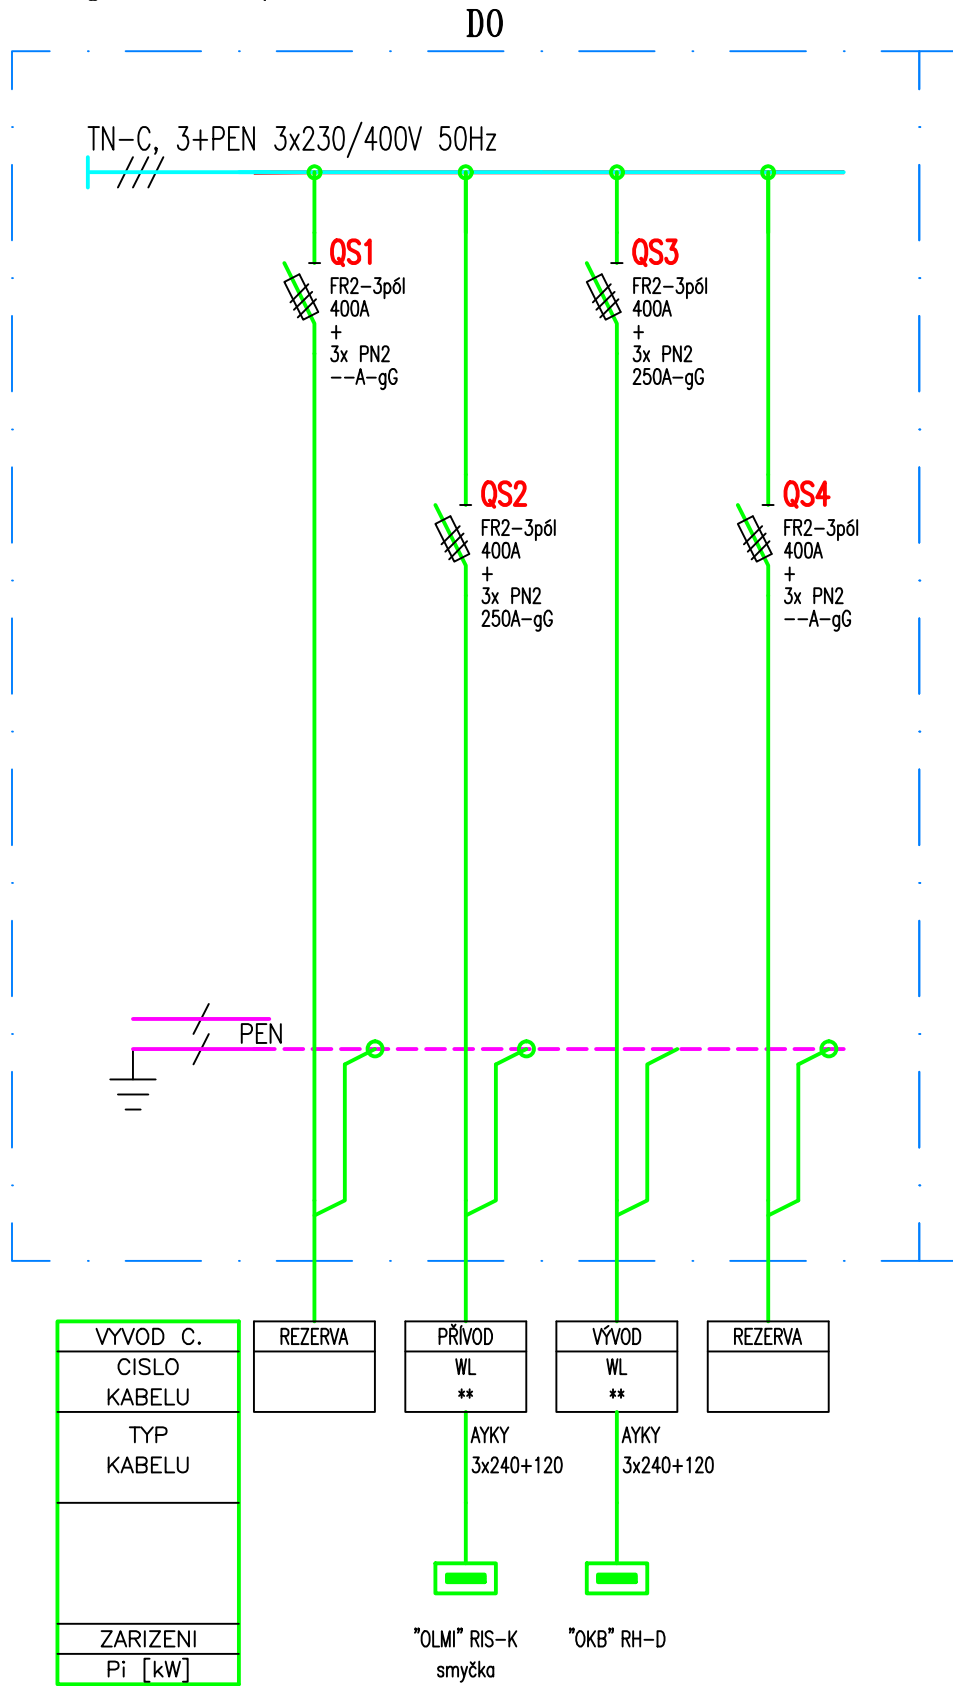 DO
TN-C, 3+PEN 3x230/400V 50Hz
QS1
FR2-3pól
400A
+
3x PN2
--A-gG
QS3
FR2-3pól
400A
+
3x PN2
250A-gG
QS2
FR2-3pól
400A
+
3x PN2
250A-gG
QS4
FR2-3pól
400A
+
3x PN2
--A-gG
PEN
VYVOD C.
REZERVA
PŘÍVOD
VÝVOD
REZERVA
CISLO
KABELU
WL
**
WL
**
TYP
KABELU
AYKY
3x240+120
AYKY
3x240+120
ZARIZENI
"OLMI" RIS-K
smyčka
"OKB" RH-D
Pi [kW]